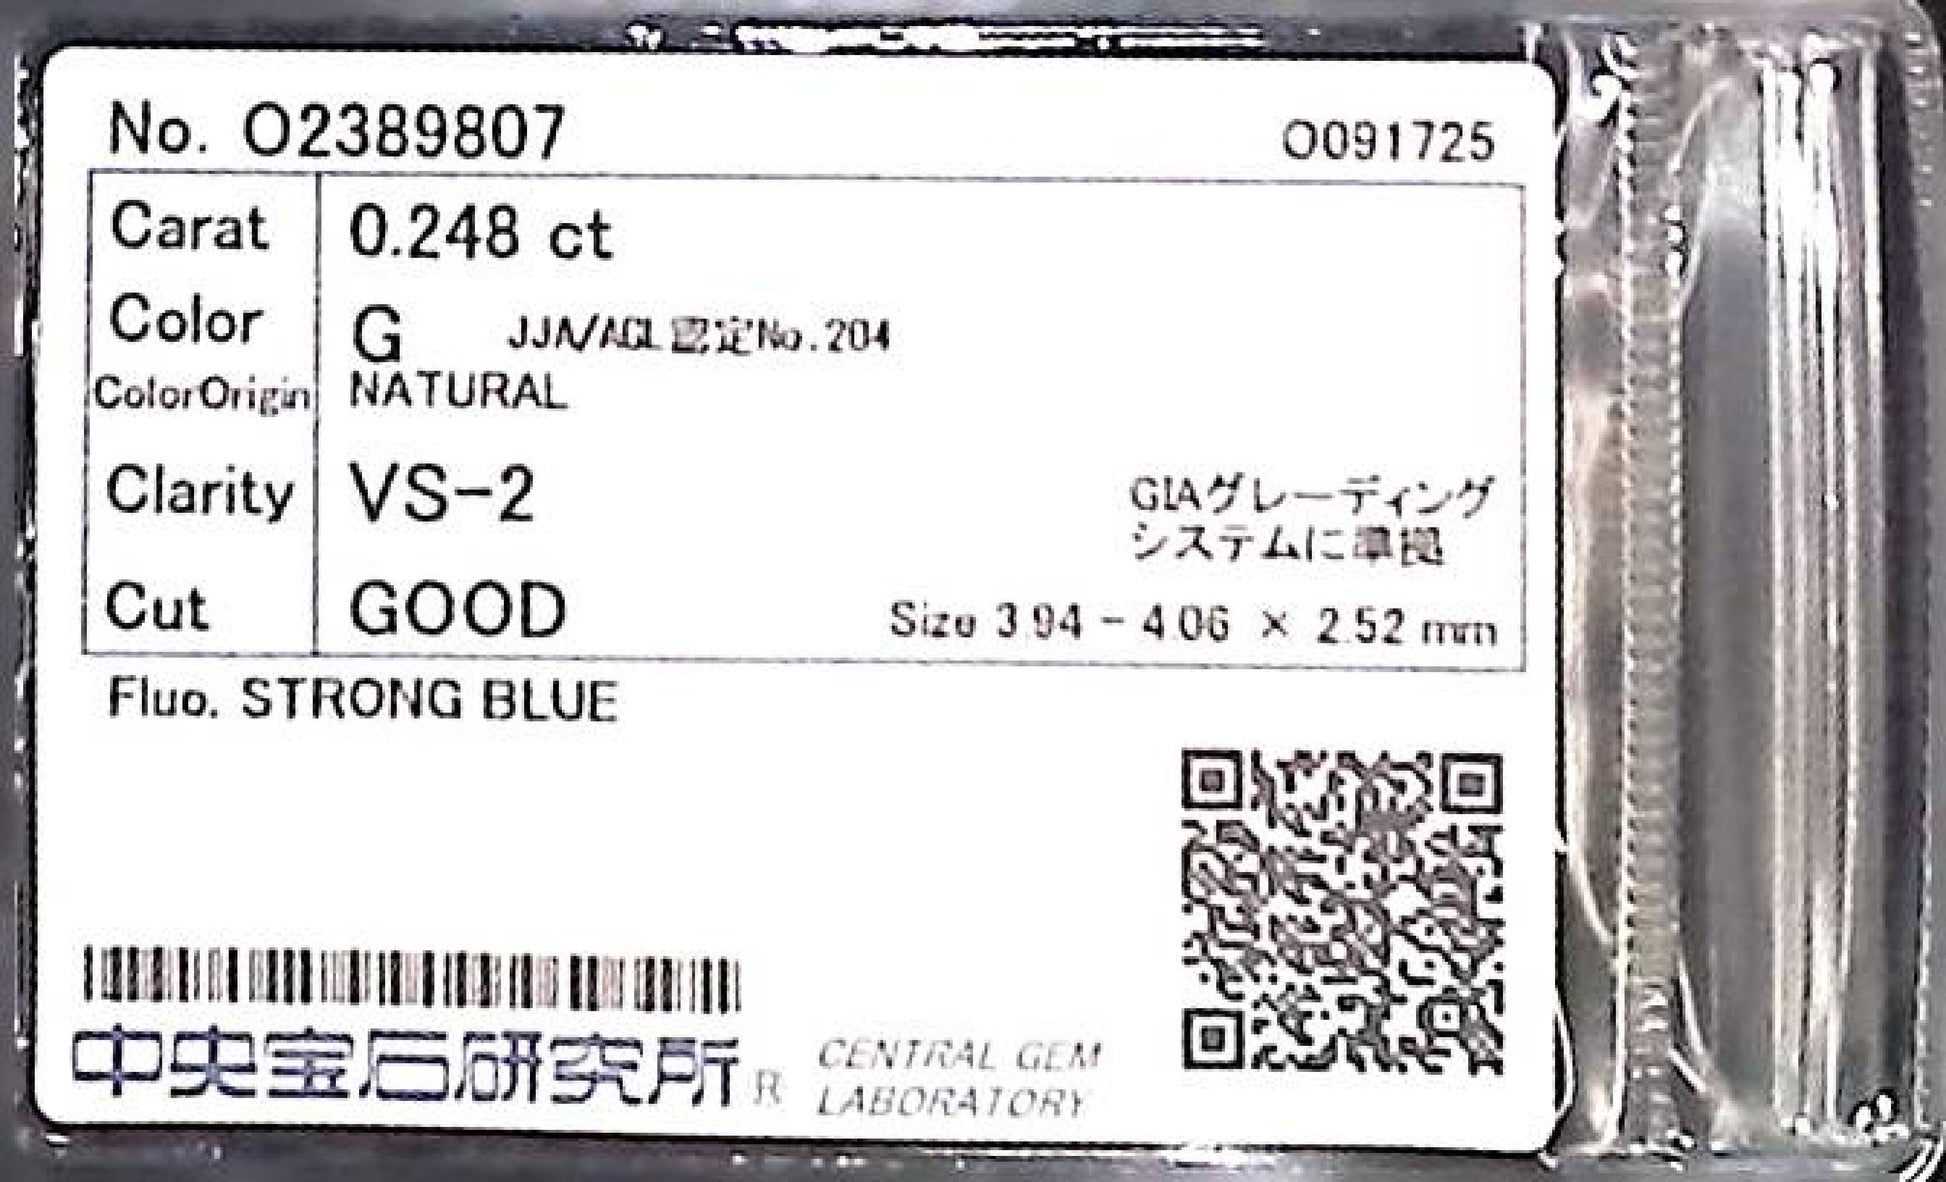 No. O2389807
O091725
Carat 0.248 ct
Color G JJA/AGL認定No.204
ColorOrigin NATURAL
Clarity VS-2
GIAグレーディング
システムに準拠
Cut GOOD
Size 3.94 - 4.06 × 2.52 mm
Fluo. STRONG BLUE
中央宝石研究所 R
CENTRAL GEM
LABORATORY